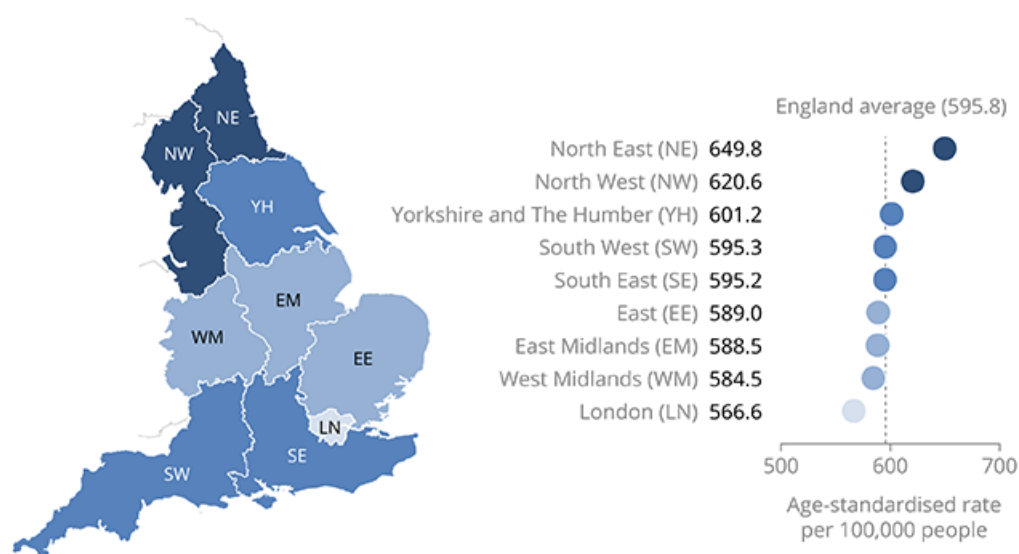 NE
NW
YH
EM
WM
EE
LN
SE
SW
England average (595.8)
North East (NE) 649.8
North West (NW) 620.6
Yorkshire and The Humber (YH) 601.2
South West (SW) 595.3
South East (SE) 595.2
East (EE) 589.0
East Midlands (EM) 588.5
West Midlands (WM) 584.5
London (LN) 566.6
500 600 700
Age-standardised rate
per 100,000 people